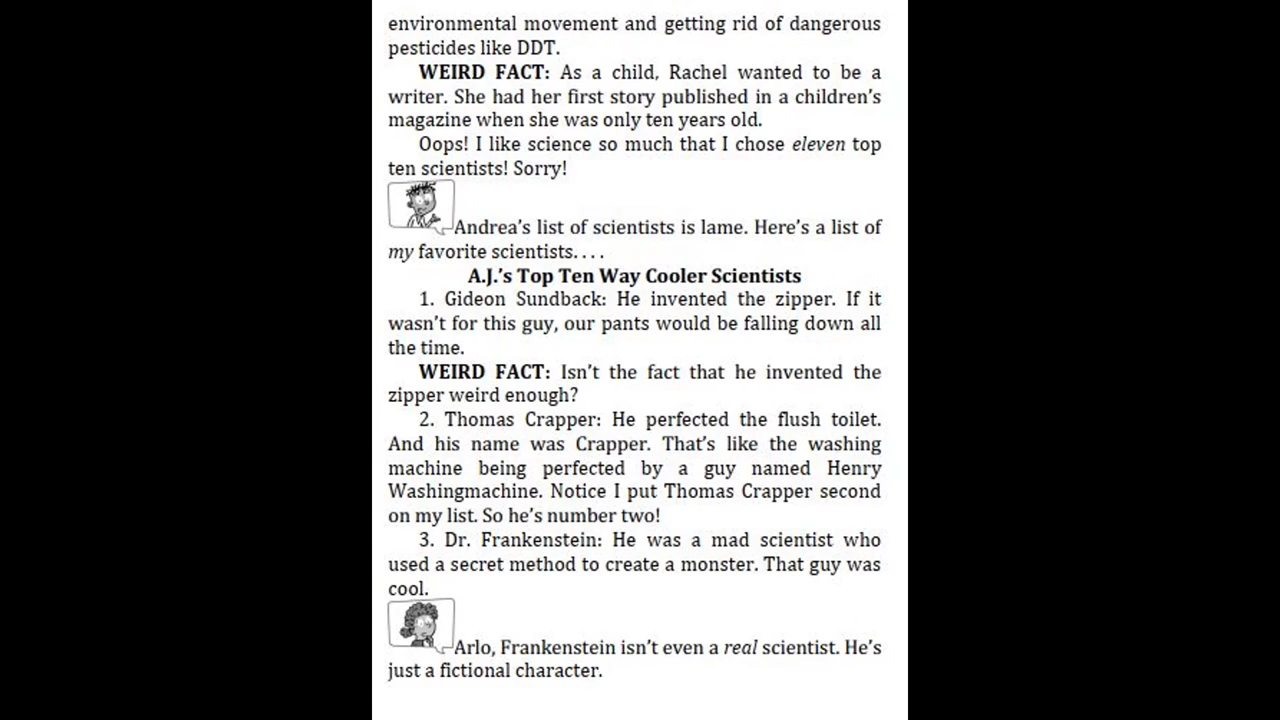 environmental movement and getting rid of dangerous
pesticides like DDT.
WEIRD FACT: As a child, Rachel wanted to be a
writer. She had her first story published in a children’s
magazine when she was only ten years old.
Oops! I like science so much that I chose eleven top
ten scientists! Sorry!
Andrea’s list of scientists is lame. Here’s a list of
my favorite scientists. . . .
A.J.’s Top Ten Way Cooler Scientists
1. Gideon Sundback: He invented the zipper. If it
wasn’t for this guy, our pants would be falling down all
the time.
WEIRD FACT: Isn’t the fact that he invented the
zipper weird enough?
2. Thomas Crapper: He perfected the flush toilet.
And his name was Crapper. That’s like the washing
machine being perfected by a guy named Henry
Washingmachine. Notice I put Thomas Crapper second
on my list. So he’s number two!
3. Dr. Frankenstein: He was a mad scientist who
used a secret method to create a monster. That guy was
cool.
Arlo, Frankenstein isn’t even a real scientist. He’s
just a fictional character.